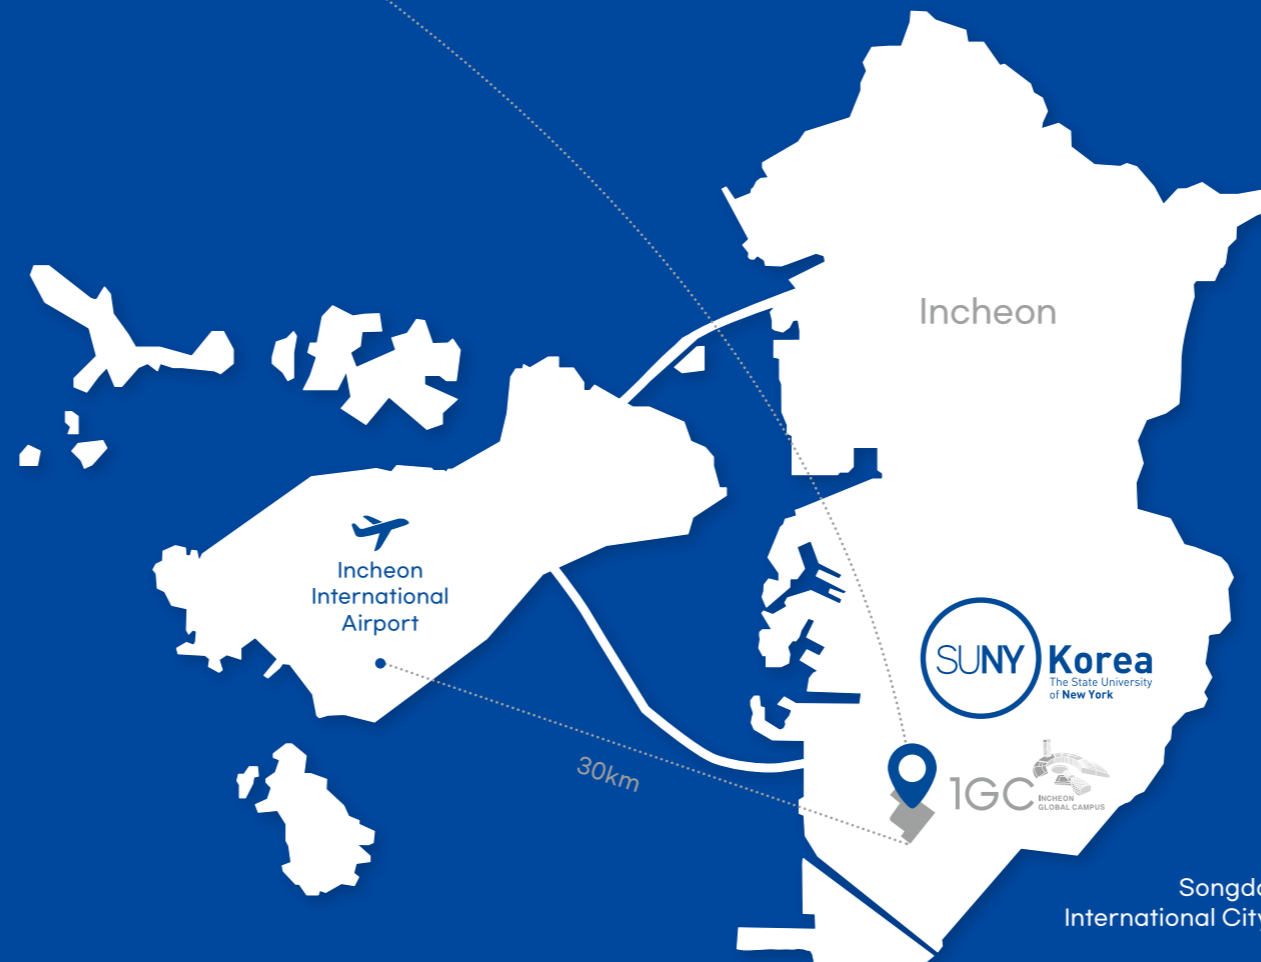 Incheon
Incheon
International
Airport
SUNY Korea
The State University
of New York
30km
1GC
INCHEON
GLOBAL CAMPUS
Songdo
International City